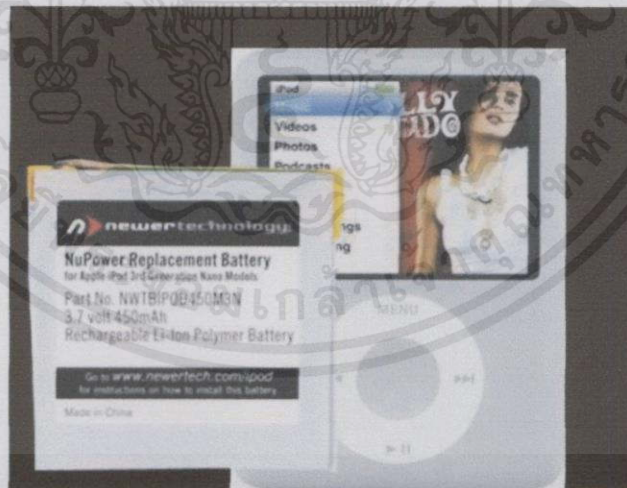 iPod
Videos
Photos
Podcasts
ngs
ng
MENU
newertechnology
NuPower Replacement Battery
for Apple iPod 3rd Generation Nano Models
Part No. NWTBIPOD450M3N
3.7 volt 450mAh
Rechargeable Li-Ion Polymer Battery
Go to www.newertech.com/ipod
for instructions on how to install this battery
Made in China